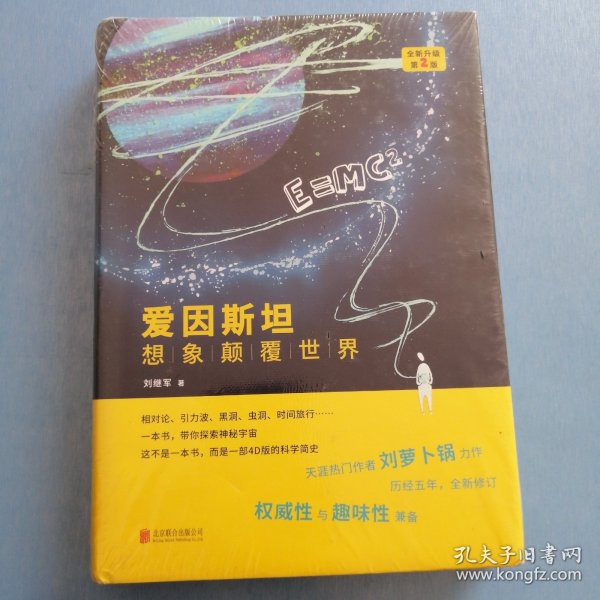 全新升级
第2版
E=MC²
爱因斯坦
想象颠覆世界
刘继军 著
相对论、引力波、黑洞、虫洞、时间旅行……
一本书，带你探索神秘宇宙
这不是一本书，而是一部4D版的科学简史
天涯热门作者 刘萝卜锅 力作
历经五年，全新修订
权威性与趣味性兼备
北京联合出版公司
孔夫子旧书网
www.kongfz.com